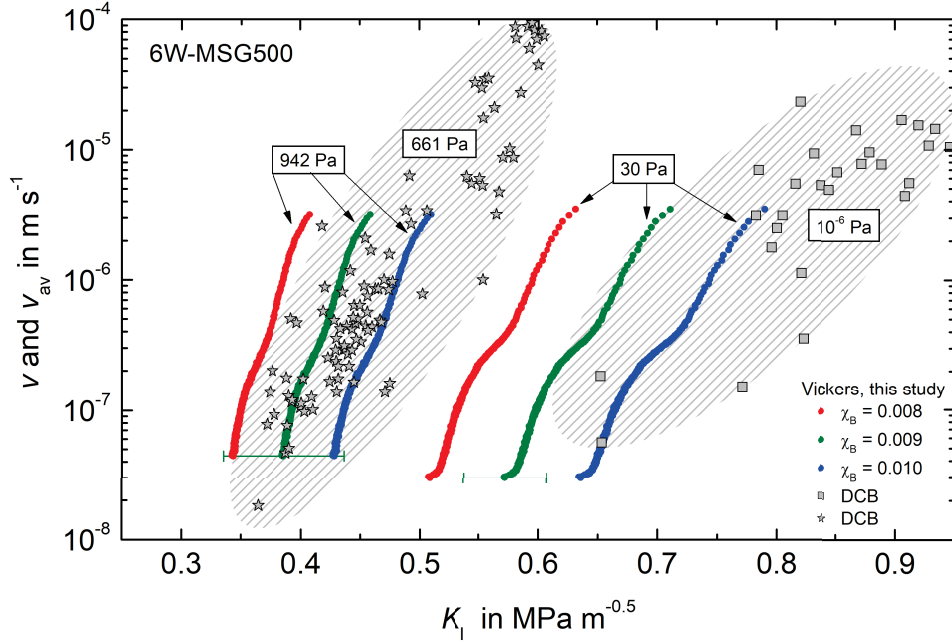 6W-MSG500
942 Pa
661 Pa
30 Pa
10⁻⁶ Pa
v and v_av in m s⁻¹
10⁻⁴
10⁻⁵
10⁻⁶
10⁻⁷
10⁻⁸
Vickers, this study
χ_B = 0.008
χ_B = 0.009
χ_B = 0.010
DCB
DCB
0.3 0.4 0.5 0.6 0.7 0.8 0.9
K_I in MPa m⁻⁰·⁵